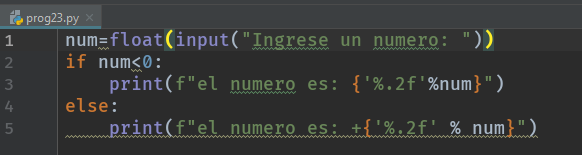 prog23.py ×
1 num=float(input("Ingrese un numero: "))
2 if num<0:
3     print(f"el numero es: {'%.2f'%num}")
4 else:
5     print(f"el numero es: +{'%.2f' % num}")